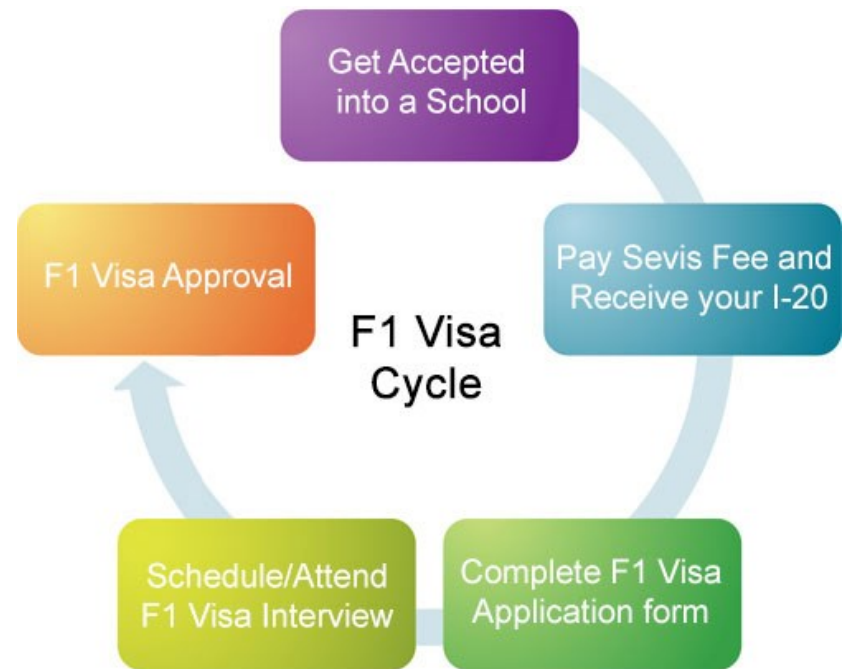 Get Accepted
into a School
Pay Sevis Fee and
Receive your I-20
Complete F1 Visa
Application form
Schedule/Attend
F1 Visa Interview
F1 Visa Approval
F1 Visa
Cycle